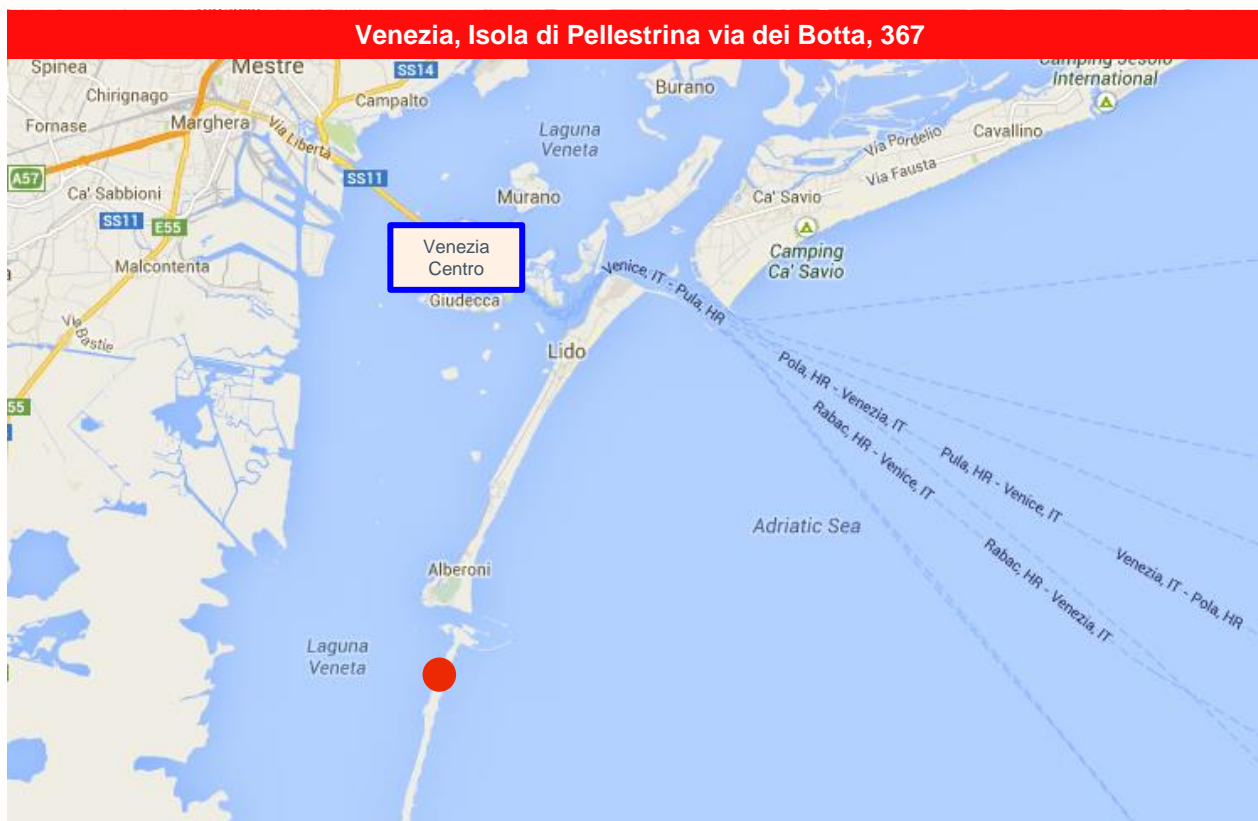 Venezia, Isola di Pellestrina via dei Botta, 367
Spinea
Mestre
SS14
Camping Jesolo
International
Chirignago
Campalto
Burano
Fornase
Marghera
Via Libertà
Laguna
Veneta
Via Pordelio
Cavallino
Via Fausta
A57
SS11
Ca' Sabbioni
Murano
Ca' Savio
SS11
E55
Venezia
Centro
Camping
Ca' Savio
Malcontenta
Giudecca
Venice, IT - Pula, HR
Via
Bastie
Lido
Pola, HR - Venezia, IT
55
Rabac, HR - Venice, IT
Pula, HR - Venice, IT
Adriatic Sea
Venezia, IT - Pola, HR
Rabac, HR - Venezia, IT
Alberoni
Laguna
Veneta